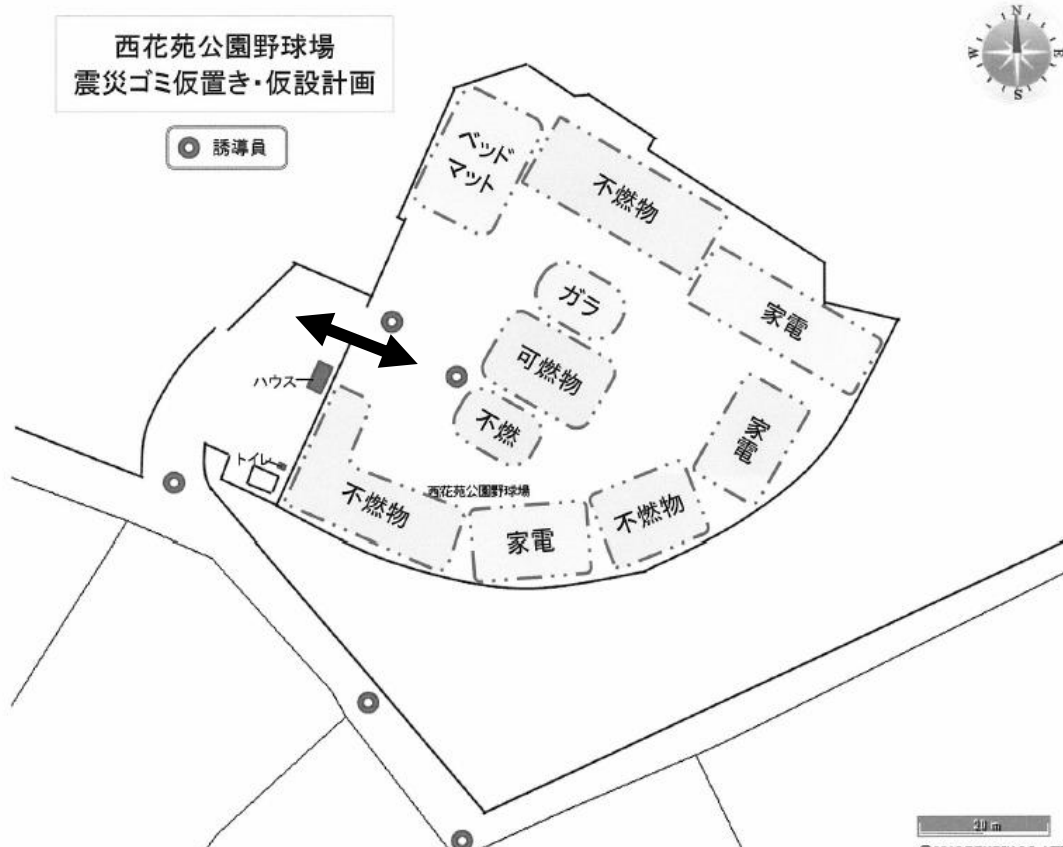 西花苑公園野球場
震災ゴミ仮置き・仮設計画
誘導員
N
W
E
S
ベッド
マット
不燃物
家電
ガラ
可燃物
不燃
家電
ハウス
トイレ
西花苑公園野球場
不燃物
家電
不燃物
20 m